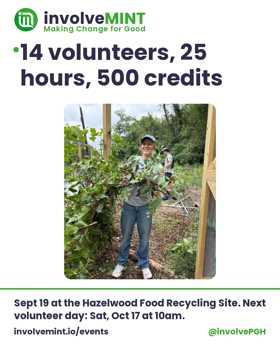 involveMINT
Making Change for Good
14 volunteers, 25
hours, 500 credits
Sept 19 at the Hazelwood Food Recycling Site. Next
volunteer day: Sat, Oct 17 at 10am.
involvemint.io/events
@involvePGH